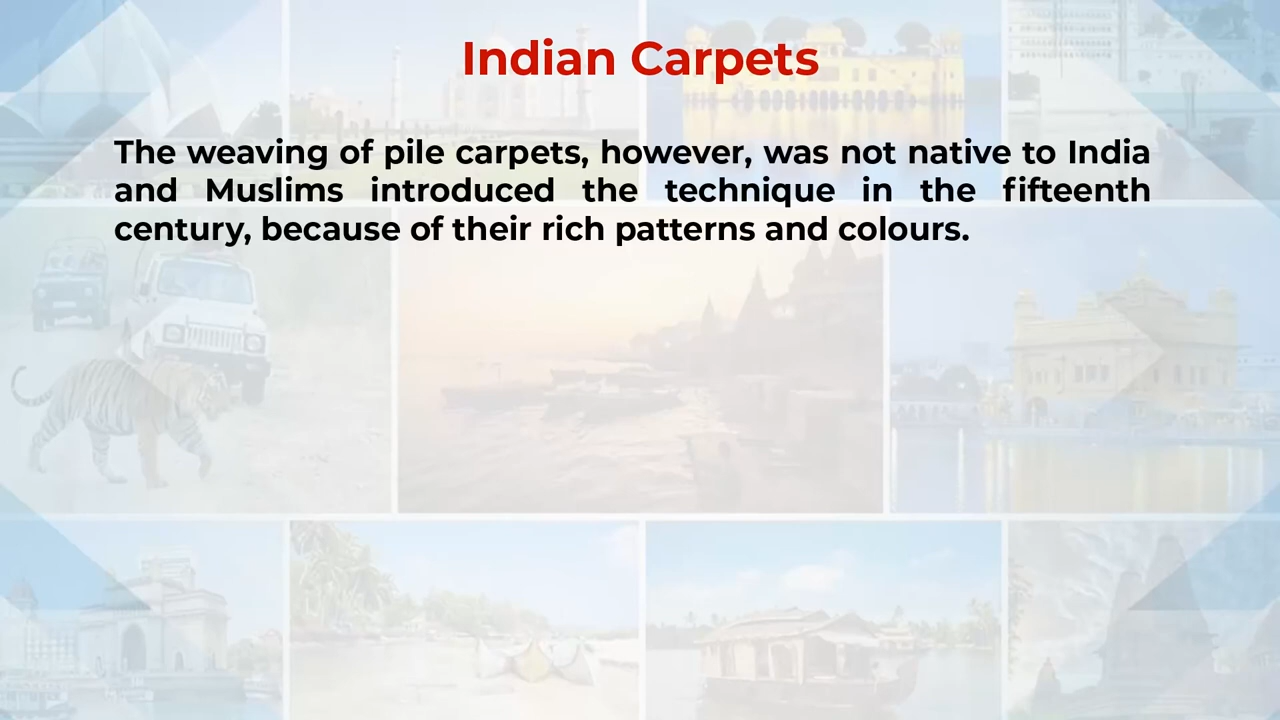 Indian Carpets
The weaving of pile carpets, however, was not native to India
and Muslims introduced the technique in the fifteenth
century, because of their rich patterns and colours.